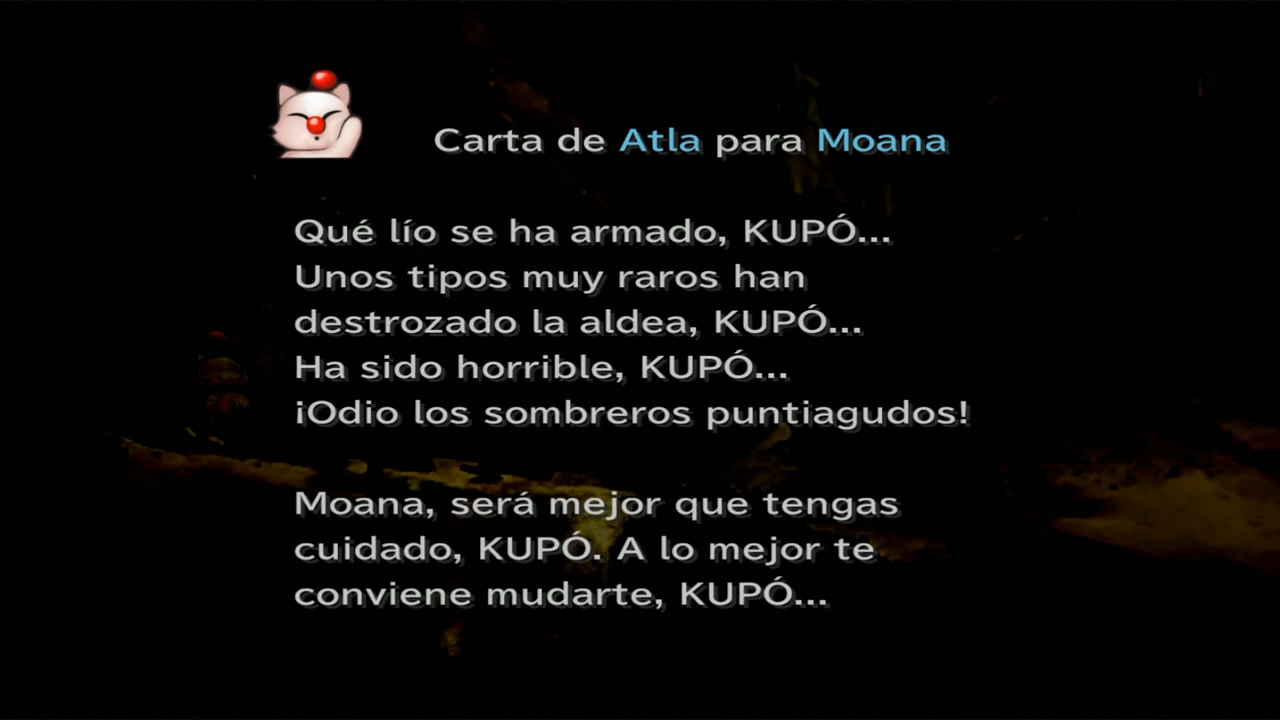 Carta de Atla para Moana
Qué lío se ha armado, KUPÓ...
Unos tipos muy raros han
destrozado la aldea, KUPÓ...
Ha sido horrible, KUPÓ...
¡Odio los sombreros puntiagudos!
Moana, será mejor que tengas
cuidado, KUPÓ. A lo mejor te
conviene mudarte, KUPÓ...